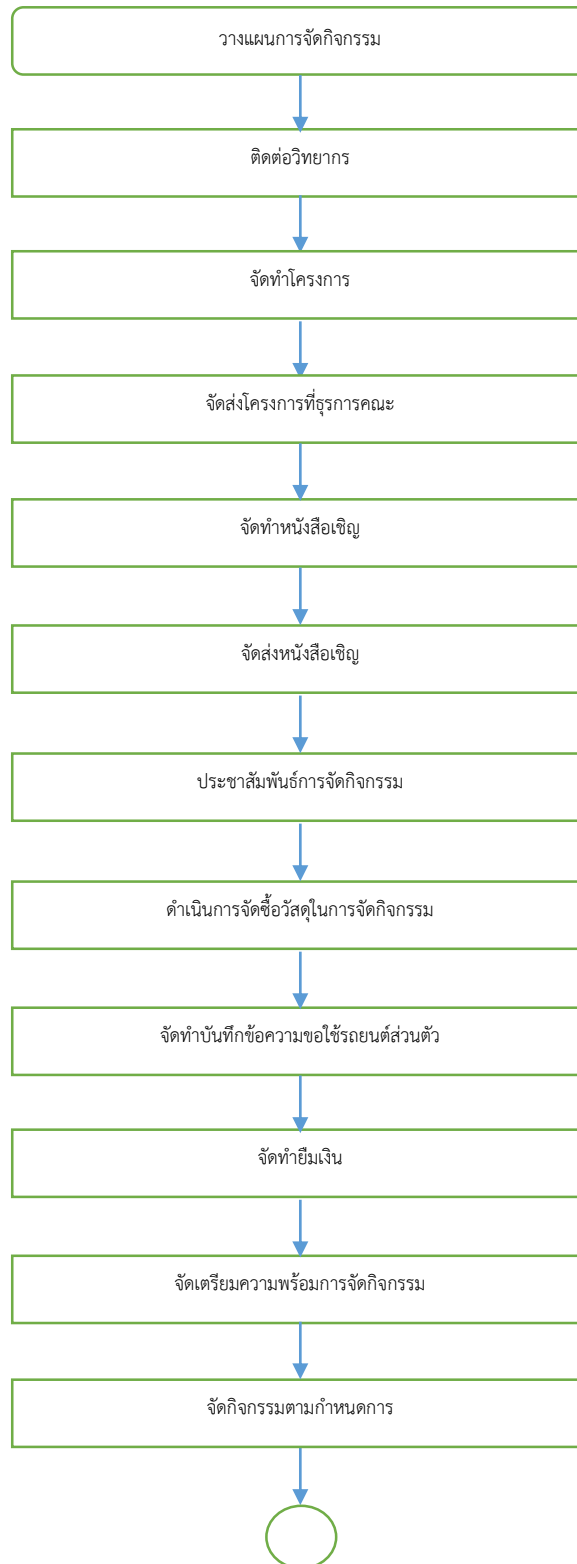 วางแผนการจัดกิจกรรม
ติดต่อวิทยากร
จัดทำโครงการ
จัดส่งโครงการที่ธุรการคณะ
จัดทำหนังสือเชิญ
จัดส่งหนังสือเชิญ
ประชาสัมพันธ์การจัดกิจกรรม
ดำเนินการจัดซื้อวัสดุในการจัดกิจกรรม
จัดทำบันทึกข้อความขอใช้รถยนต์ส่วนตัว
จัดทำยืมเงิน
จัดเตรียมความพร้อมการจัดกิจกรรม
จัดกิจกรรมตามกำหนดการ